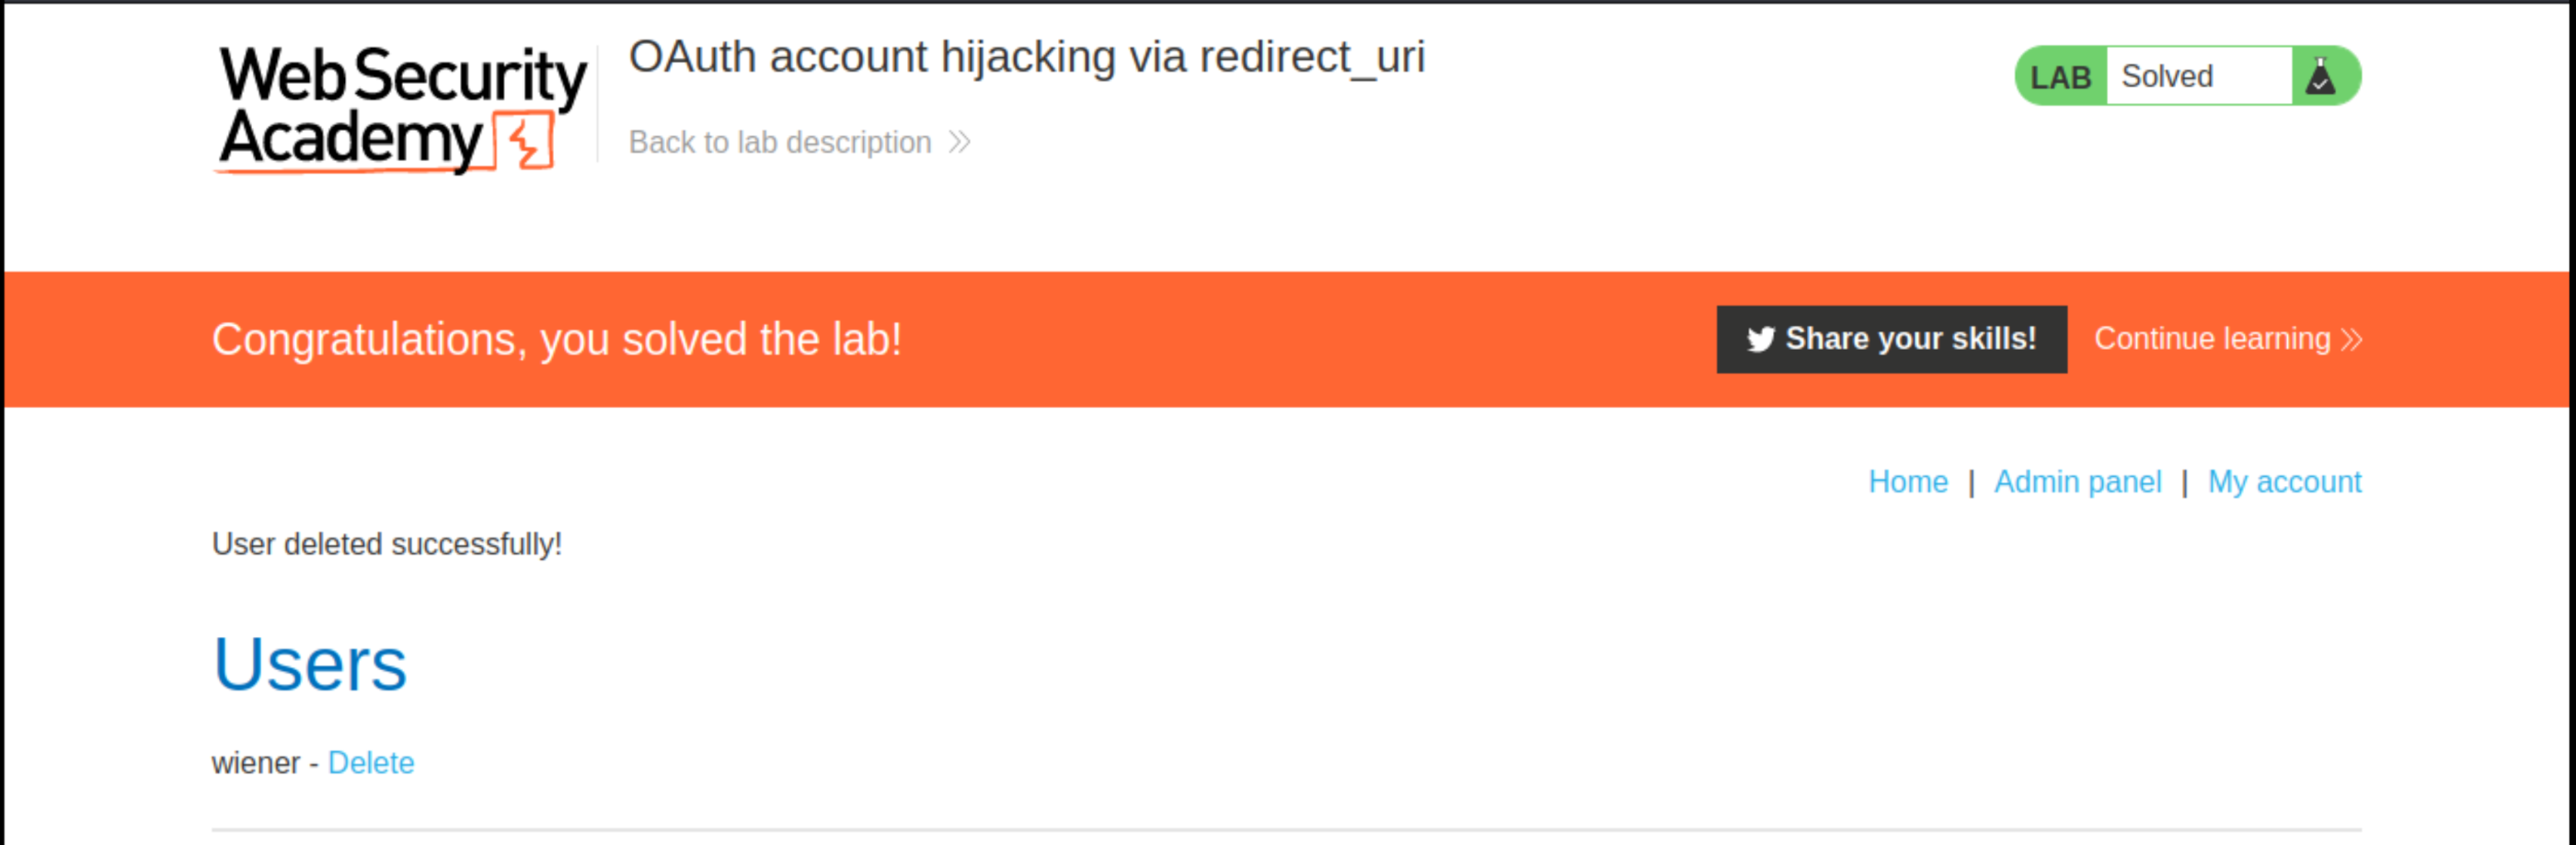 Web Security
Academy
OAuth account hijacking via redirect_uri
Back to lab description
LAB Solved
Congratulations, you solved the lab!
Share your skills! Continue learning
Home | Admin panel | My account
User deleted successfully!
Users
wiener - Delete